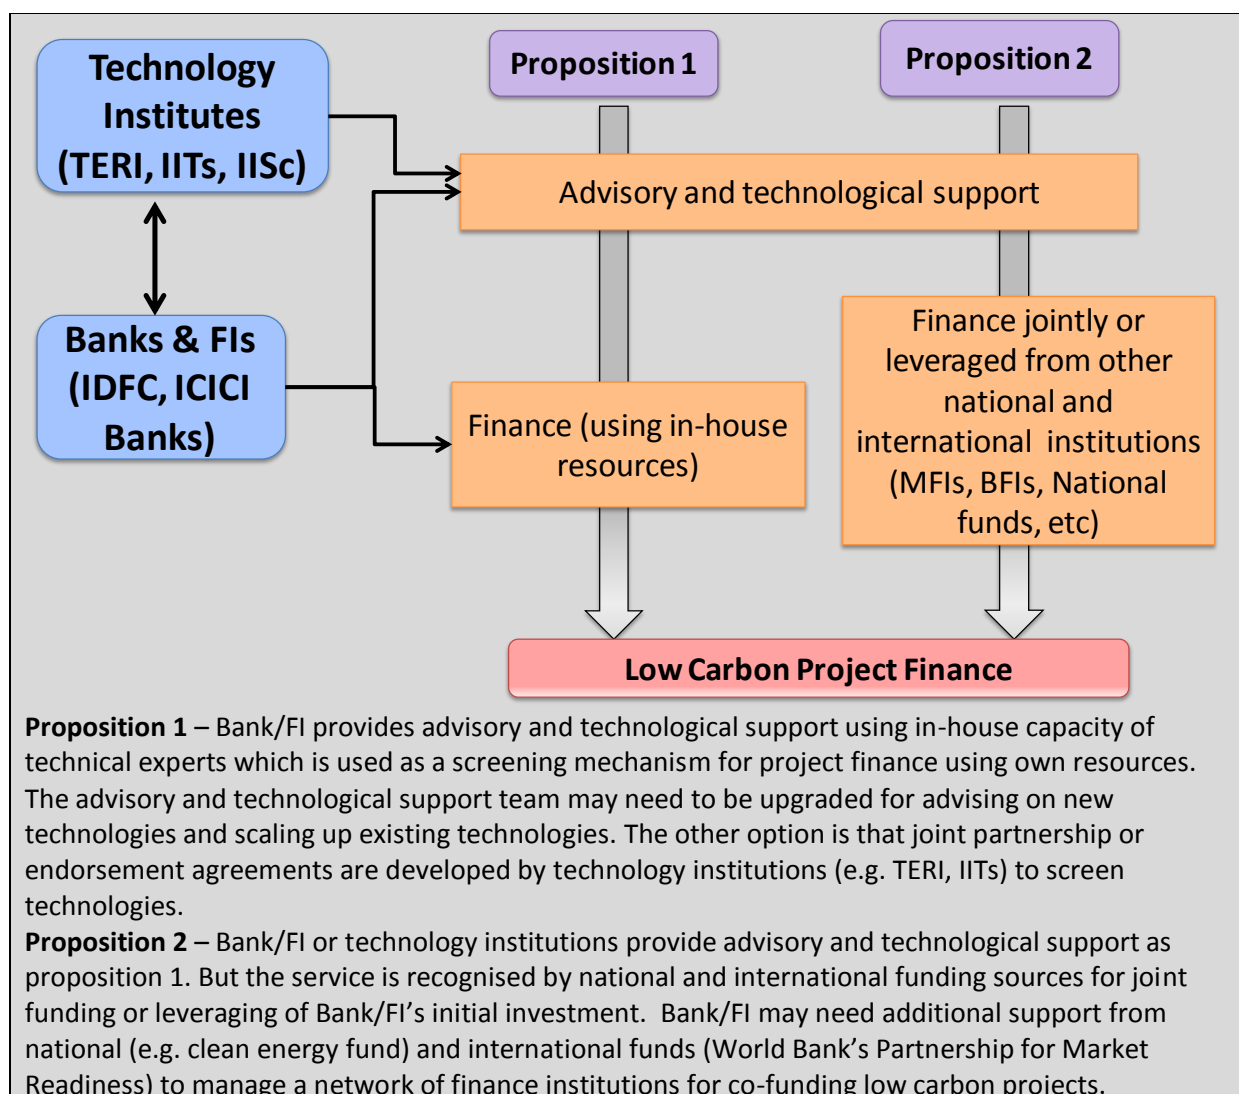 Technology
Institutes
(TERI, IITs, IISc)
Proposition 1
Proposition 2
Advisory and technological support
Banks & FIs
(IDFC, ICICI
Banks)
Finance (using in-house
resources)
Finance jointly or
leveraged from other
national and
international institutions
(MFIs, BFIs, National
funds, etc)
Low Carbon Project Finance
Proposition 1 – Bank/FI provides advisory and technological support using in-house capacity of
technical experts which is used as a screening mechanism for project finance using own resources.
The advisory and technological support team may need to be upgraded for advising on new
technologies and scaling up existing technologies. The other option is that joint partnership or
endorsement agreements are developed by technology institutions (e.g. TERI, IITs) to screen
technologies.
Proposition 2 – Bank/FI or technology institutions provide advisory and technological support as
proposition 1. But the service is recognised by national and international funding sources for joint
funding or leveraging of Bank/FI’s initial investment. Bank/FI may need additional support from
national (e.g. clean energy fund) and international funds (World Bank’s Partnership for Market
Readiness) to manage a network of finance institutions for co-funding low carbon projects.